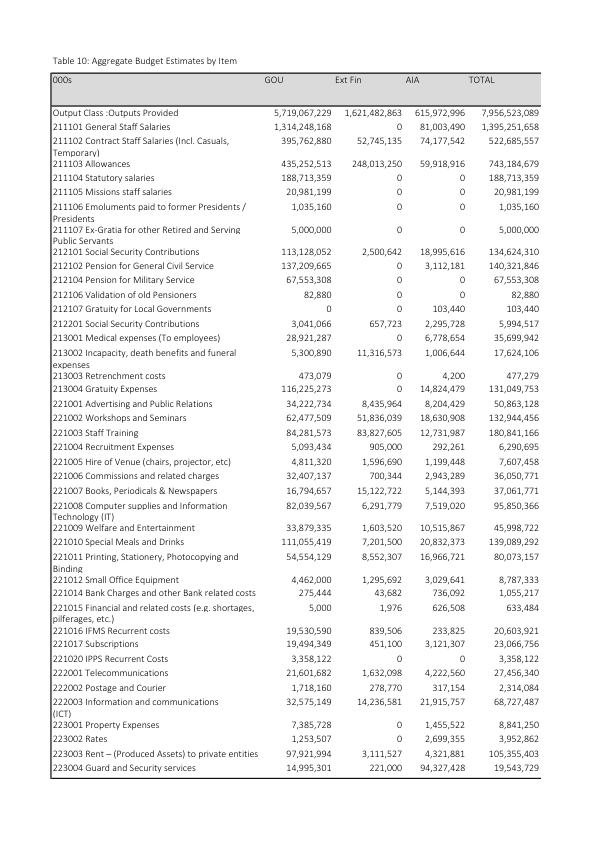 Table 10: Aggregate Budget Estimates by Item
000s GOU Ext Fin AIA TOTAL
Output Class :Outputs Provided 5,719,067,229 1,621,482,863 615,972,996 7,956,523,089
211101 General Staff Salaries 1,314,248,168 0 81,003,490 1,395,251,658
211102 Contract Staff Salaries (Incl. Casuals, 395,762,880 52,745,135 74,177,542 522,685,557
Temporary)
211103 Allowances 435,252,513 248,013,250 59,918,916 743,184,679
211104 Statutory salaries 188,713,359 0 0 188,713,359
211105 Missions staff salaries 20,981,199 0 0 20,981,199
211106 Emoluments paid to former Presidents / 1,035,160 0 0 1,035,160
Presidents
211107 Ex-Gratia for other Retired and Serving 5,000,000 0 0 5,000,000
Public Servants
212101 Social Security Contributions 113,128,052 2,500,642 18,995,616 134,624,310
212102 Pension for General Civil Service 137,209,665 0 3,112,181 140,321,846
212104 Pension for Military Service 67,553,308 0 0 67,553,308
212106 Validation of old Pensioners 82,880 0 0 82,880
212107 Gratuity for Local Governments 0 0 103,440 103,440
212201 Social Security Contributions 3,041,066 657,723 2,295,728 5,994,517
213001 Medical expenses (To employees) 28,921,287 0 6,778,654 35,699,942
213002 Incapacity, death benefits and funeral 5,300,890 11,316,573 1,006,644 17,624,106
expenses
213003 Retrenchment costs 473,079 0 4,200 477,279
213004 Gratuity Expenses 116,225,273 0 14,824,479 131,049,753
221001 Advertising and Public Relations 34,222,734 8,435,964 8,204,429 50,863,128
221002 Workshops and Seminars 62,477,509 51,836,039 18,630,908 132,944,456
221003 Staff Training 84,281,573 83,827,605 12,731,987 180,841,166
221004 Recruitment Expenses 5,093,434 905,000 292,261 6,290,695
221005 Hire of Venue (chairs, projector, etc) 4,811,320 1,596,690 1,199,448 7,607,458
221006 Commissions and related charges 32,407,137 700,344 2,943,289 36,050,771
221007 Books, Periodicals & Newspapers 16,794,657 15,122,722 5,144,393 37,061,771
221008 Computer supplies and Information 82,039,567 6,291,779 7,519,020 95,850,366
Technology (IT)
221009 Welfare and Entertainment 33,879,335 1,603,520 10,515,867 45,998,722
221010 Special Meals and Drinks 111,055,419 7,201,500 20,832,373 139,089,292
221011 Printing, Stationery, Photocopying and 54,554,129 8,552,307 16,966,721 80,073,157
Binding
221012 Small Office Equipment 4,462,000 1,295,692 3,029,641 8,787,333
221014 Bank Charges and other Bank related costs 275,444 43,682 736,092 1,055,217
221015 Financial and related costs (e.g. shortages, 5,000 1,976 626,508 633,484
pilferages, etc.)
221016 IFMS Recurrent costs 19,530,590 839,506 233,825 20,603,921
221017 Subscriptions 19,494,349 451,100 3,121,307 23,066,756
221020 IPPS Recurrent Costs 3,358,122 0 0 3,358,122
222001 Telecommunications 21,601,682 1,632,098 4,222,560 27,456,340
222002 Postage and Courier 1,718,160 278,770 317,154 2,314,084
222003 Information and communications 32,575,149 14,236,581 21,915,757 68,727,487
(ICT)
223001 Property Expenses 7,385,728 0 1,455,522 8,841,250
223002 Rates 1,253,507 0 2,699,355 3,952,862
223003 Rent – (Produced Assets) to private entities 97,921,994 3,111,527 4,321,881 105,355,403
223004 Guard and Security services 14,995,301 221,000 94,327,428 19,543,729